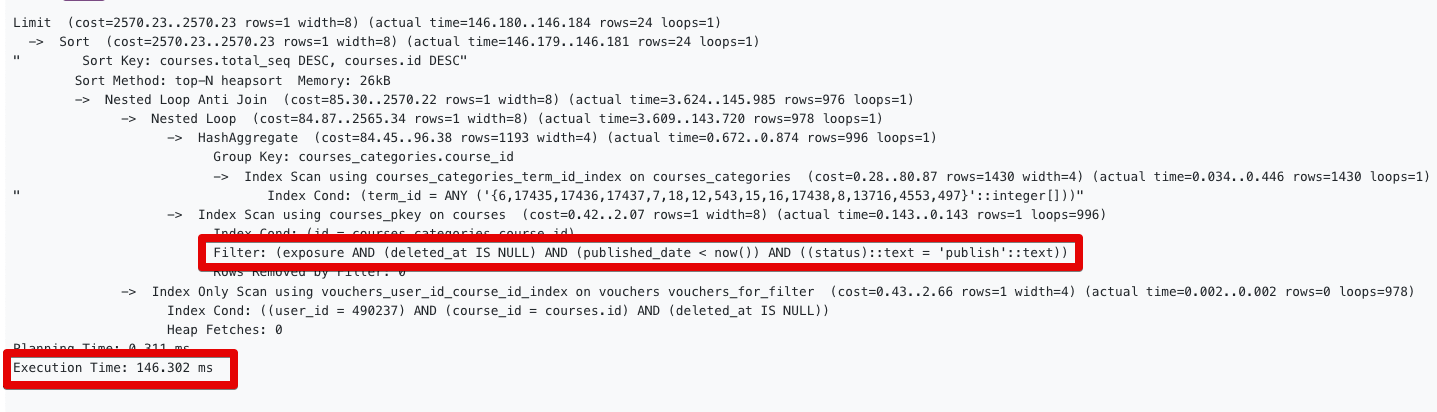 Limit  (cost=2570.23..2570.23 rows=1 width=8) (actual time=146.180..146.184 rows=24 loops=1)
  ->  Sort  (cost=2570.23..2570.23 rows=1 width=8) (actual time=146.179..146.181 rows=24 loops=1)
"        Sort Key: courses.total_seq DESC, courses.id DESC"
        Sort Method: top-N heapsort  Memory: 26kB
        ->  Nested Loop Anti Join  (cost=85.30..2570.22 rows=1 width=8) (actual time=3.624..145.985 rows=976 loops=1)
              ->  Nested Loop  (cost=84.87..2565.34 rows=1 width=8) (actual time=3.609..143.720 rows=978 loops=1)
                    ->  HashAggregate  (cost=84.45..96.38 rows=1193 width=4) (actual time=0.672..0.874 rows=996 loops=1)
                          Group Key: courses_categories.course_id
                          ->  Index Scan using courses_categories_term_id_index on courses_categories  (cost=0.28..80.87 rows=1430 width=4) (actual time=0.034..0.446 rows=1430 loops=1)
"                                Index Cond: (term_id = ANY ('{6,17435,17436,17437,7,18,12,543,15,16,17438,8,13716,4553,497}'::integer[]))"
                    ->  Index Scan using courses_pkey on courses  (cost=0.42..2.07 rows=1 width=8) (actual time=0.143..0.143 rows=1 loops=996)
                          Index Cond: (id = courses_categories.course_id)
                          Filter: (exposure AND (deleted_at IS NULL) AND (published_date < now()) AND ((status)::text = 'publish'::text))
                          Rows Removed by Filter: 0
              ->  Index Only Scan using vouchers_user_id_course_id_index on vouchers vouchers_for_filter  (cost=0.43..2.66 rows=1 width=4) (actual time=0.002..0.002 rows=0 loops=978)
                    Index Cond: ((user_id = 490237) AND (course_id = courses.id) AND (deleted_at IS NULL))
                    Heap Fetches: 0
Planning Time: 0.311 ms
Execution Time: 146.302 ms